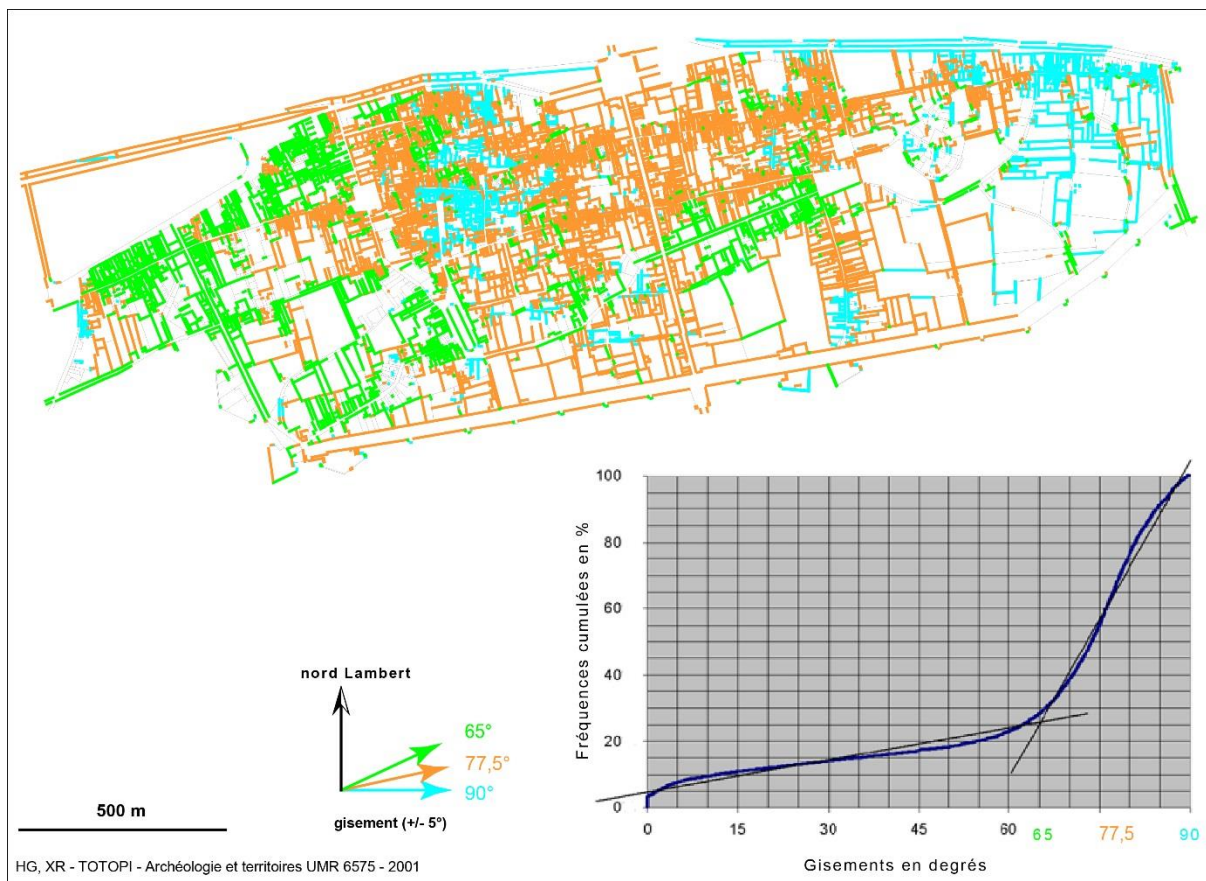 nord Lambert
65°
77,5°
90°
gisement (+/- 5°)
500 m
HG, XR - TOTOPI - Archéologie et territoires UMR 6575 - 2001
Fréquences cumulées en %
100
80
60
40
20
0
0 15 30 45 60 65 77,5 90
Gisements en degrés